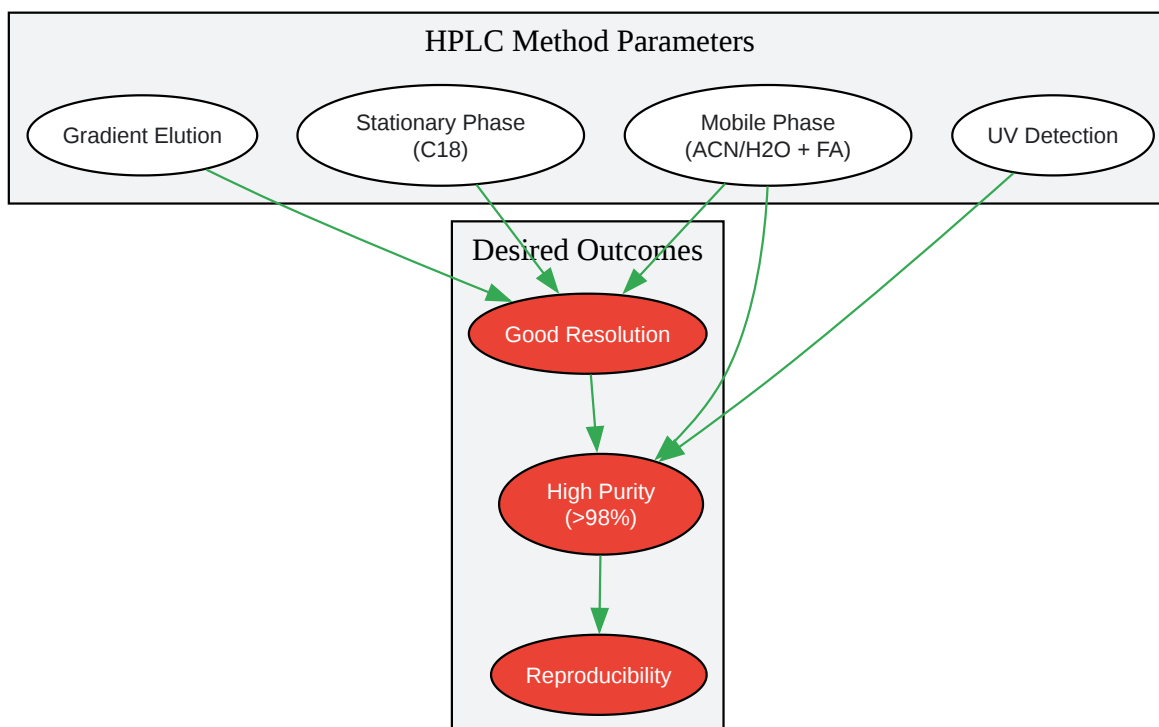 HPLC Method Parameters
Gradient Elution
Stationary Phase
(C18)
Mobile Phase
(ACN/H2O + FA)
UV Detection
Desired Outcomes
Good Resolution
High Purity
(>98%)
Reproducibility